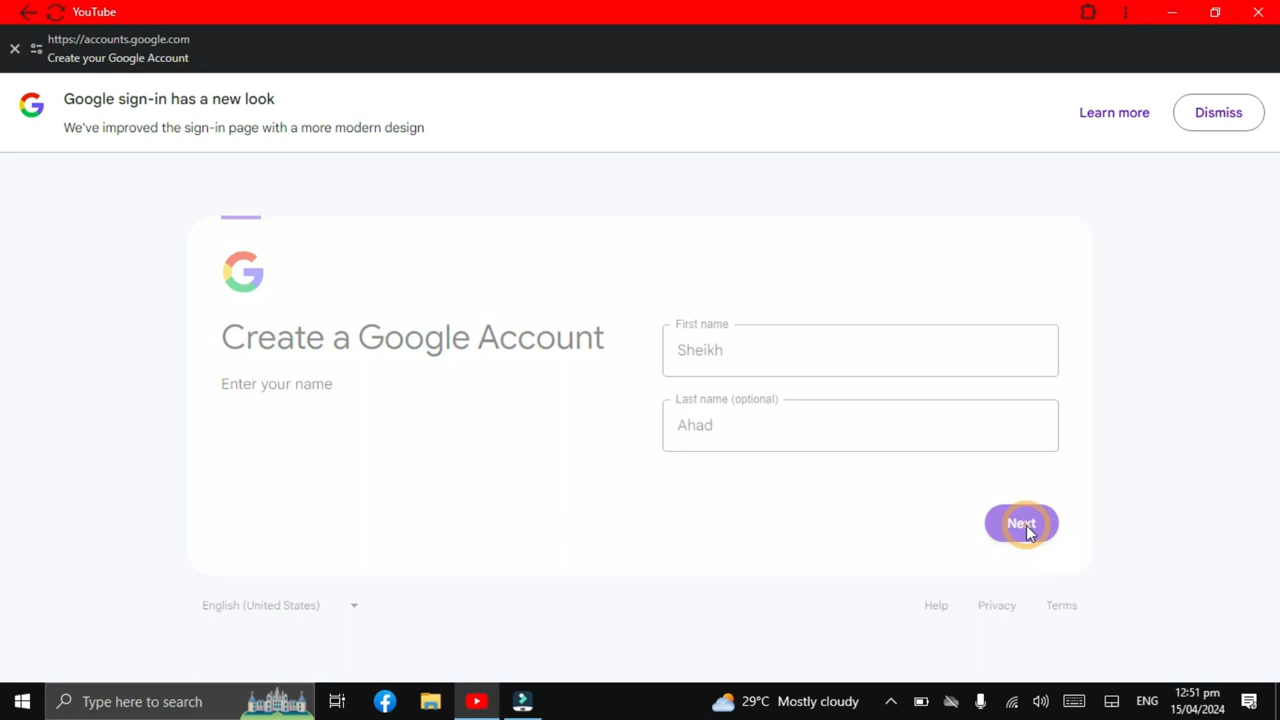 YouTube
https://accounts.google.com
Create your Google Account
Google sign-in has a new look
We've improved the sign-in page with a more modern design
Learn more
Dismiss
Create a Google Account
Enter your name
First name
Sheikh
Last name (optional)
Ahad
Next
English (United States)
Help
Privacy
Terms
Type here to search
29°C Mostly cloudy
ENG
12:51 pm
15/04/2024